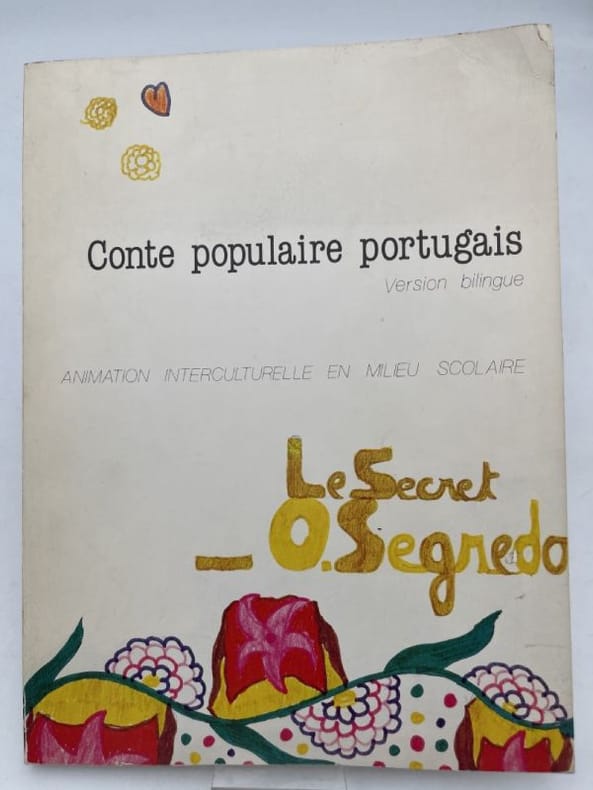 Conte populaire portugais
Version bilingue
ANIMATION INTERCULTURELLE EN MILIEU SCOLAIRE
Le Secret
_ O.Segredo